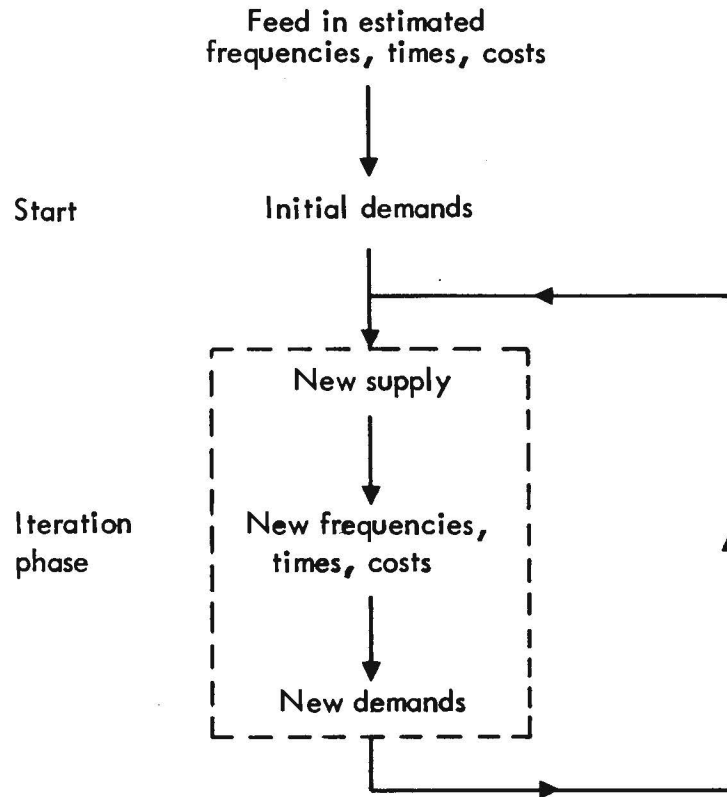 Feed in estimated
frequencies, times, costs
Start
Initial demands
New supply
Iteration
phase
New frequencies,
times, costs
New demands